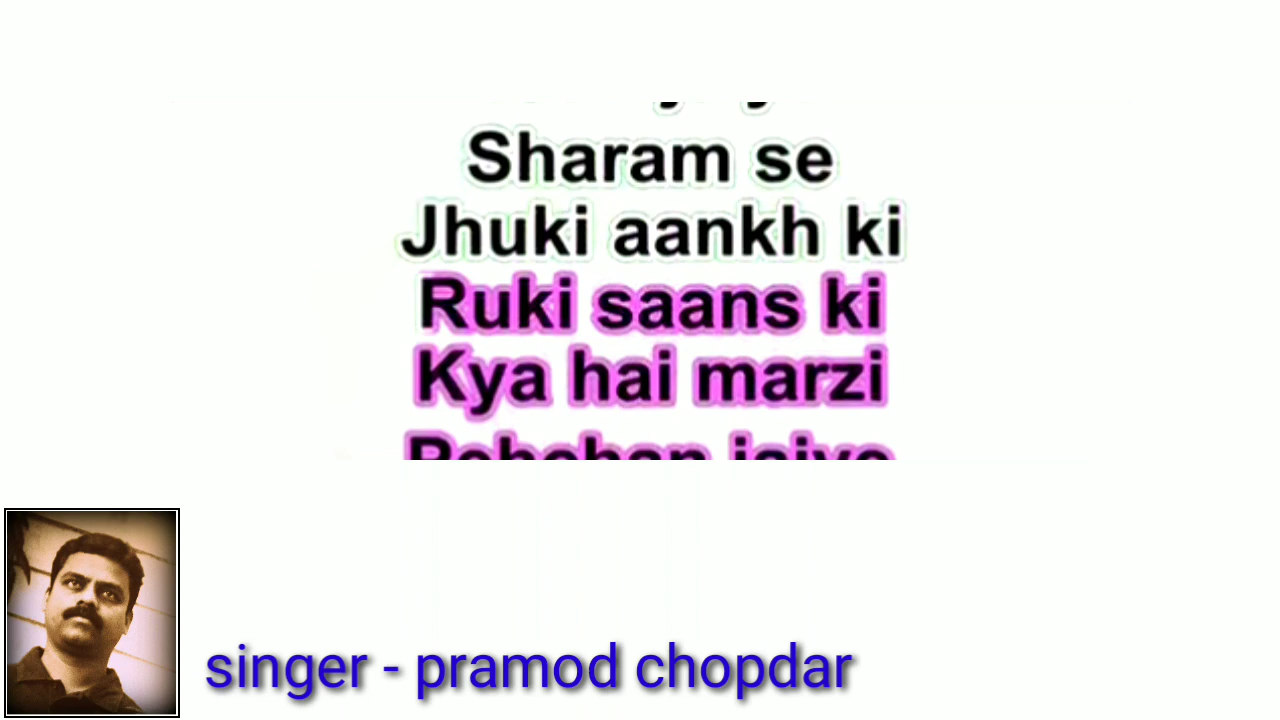 Sharam se
Jhuki aankh ki
Ruki saans ki
Kya hai marzi
singer - pramod chopdar